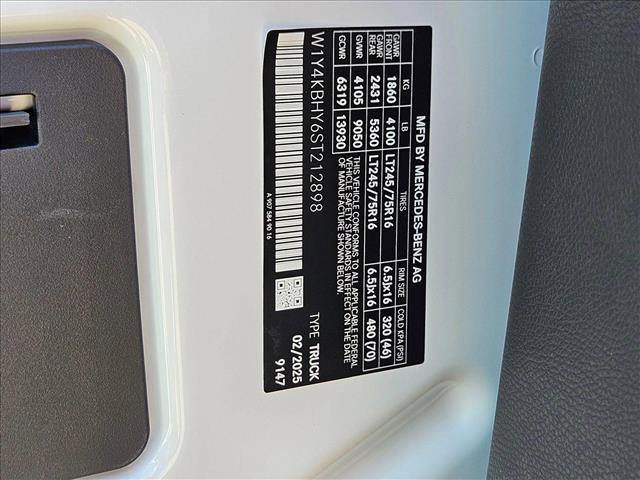 MFD BY MERCEDES-BENZ AG
KG LB TIRES RIM SIZE COLD KPA (PSI)
GAWR FRONT 1860 4100 LT245/75R16 6.5Jx16 320 (46)
GAWR REAR 2431 5360 LT245/75R16 6.5Jx16 480 (70)
GVWR 4105 9050 THIS VEHICLE CONFORMS TO ALL APPLICABLE FEDERAL
VEHICLE SAFETY STANDARDS IN EFFECT ON THE DATE
GCWR 6319 13930 OF MANUFACTURE SHOWN BELOW.
W1Y4KBHY6ST212898 TYPE TRUCK
02/2025
9147
A 907 584 90 16